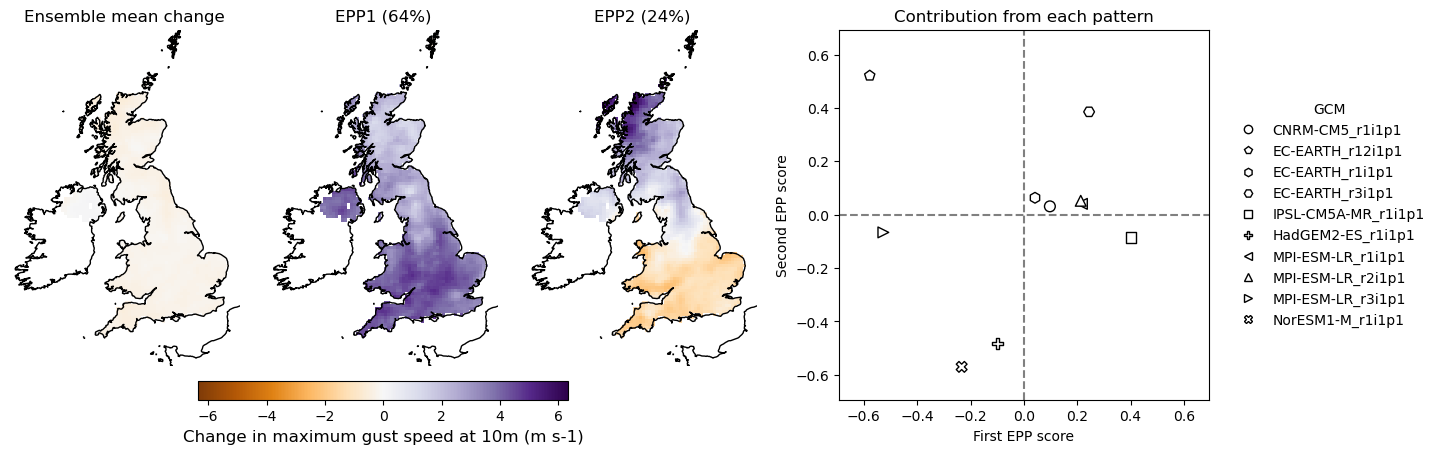 Ensemble mean change
EPP1 (64%)
EPP2 (24%)
Contribution from each pattern
−6
−4
−2
0
2
4
6
Change in maximum gust speed at 10m (m s-1)
Second EPP score
0.6
0.4
0.2
0.0
−0.2
−0.4
−0.6
−0.6
−0.4
−0.2
0.0
0.2
0.4
0.6
First EPP score
GCM
CNRM-CM5_r1i1p1
EC-EARTH_r12i1p1
EC-EARTH_r1i1p1
EC-EARTH_r3i1p1
IPSL-CM5A-MR_r1i1p1
HadGEM2-ES_r1i1p1
MPI-ESM-LR_r1i1p1
MPI-ESM-LR_r2i1p1
MPI-ESM-LR_r3i1p1
NorESM1-M_r1i1p1